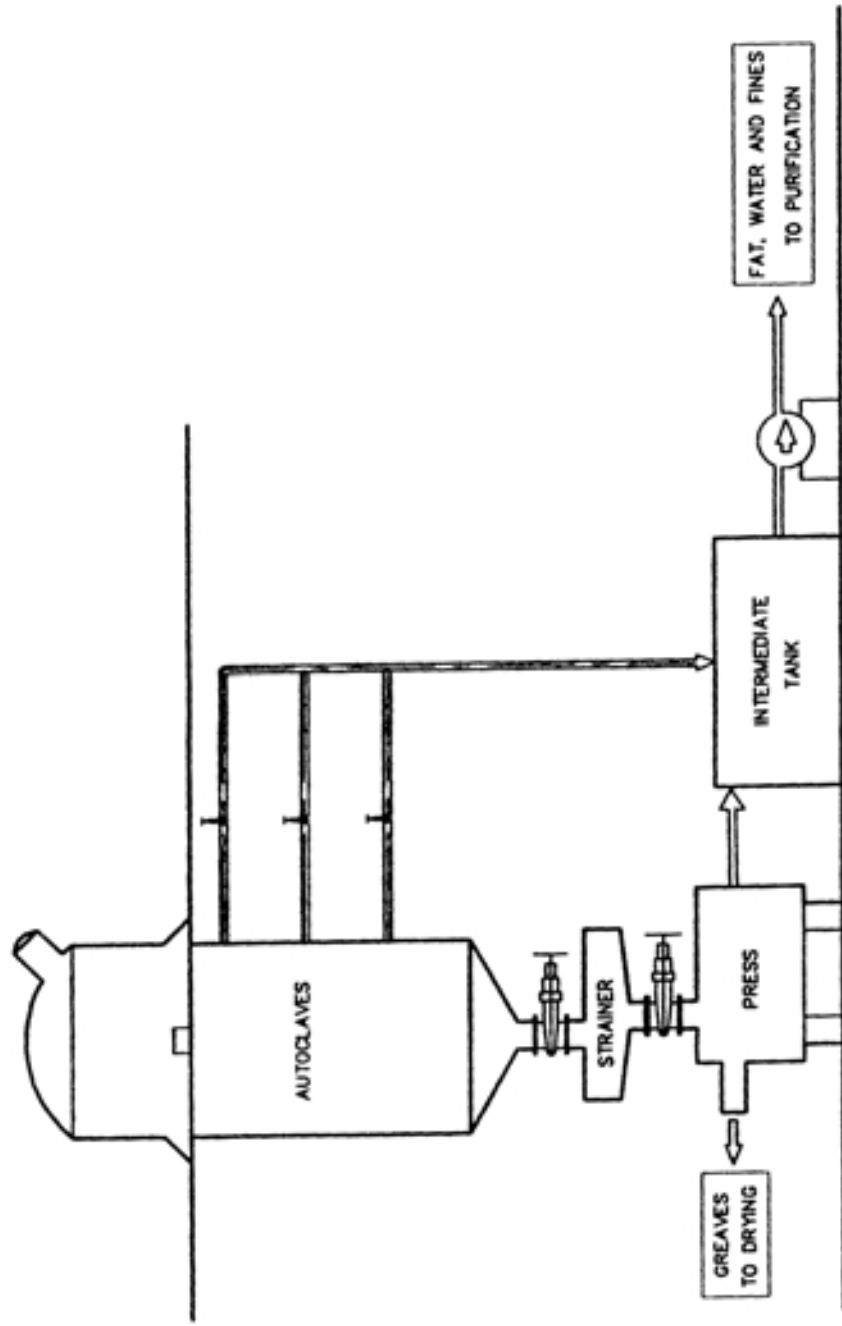 AUTOCLAVES
STRAINER
PRESS
GREAVES
TO DRYING
INTERMEDIATE
TANK
FAT, WATER AND FINES
TO PURIFICATION